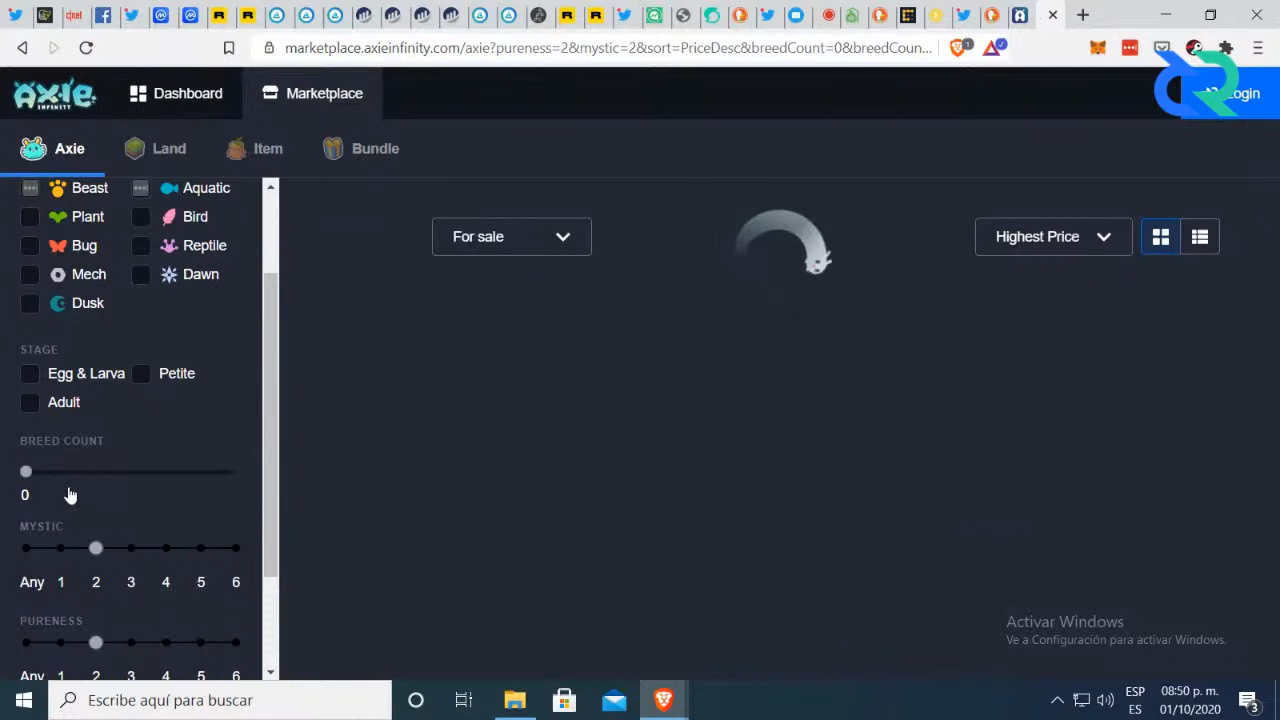 marketplace.axieinfinity.com/axie?pureness=2&mystic=2&sort=PriceDesc&breedCount=0&breedCoun...
AXIE
INFINITY
Dashboard
Marketplace
Login
Axie
Land
Item
Bundle
Beast
Aquatic
Plant
Bird
Bug
Reptile
Mech
Dawn
Dusk
For sale
Highest Price
STAGE
Egg & Larva
Petite
Adult
BREED COUNT
0
MYSTIC
Any 1 2 3 4 5 6
PURENESS
Any 1 2 3 4 5 6
Activar Windows
Ve a Configuración para activar Windows.
Escribe aquí para buscar
ESP
ES
08:50 p. m.
01/10/2020
3